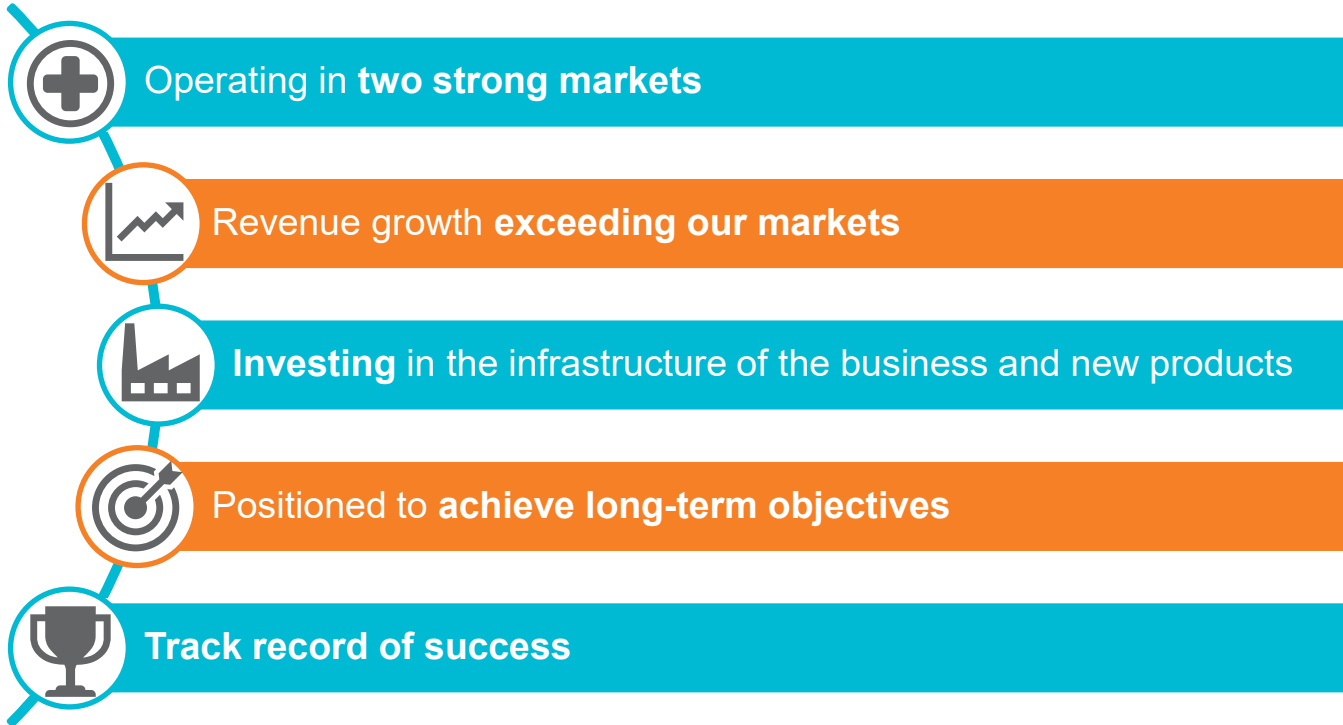 Operating in two strong markets
Revenue growth exceeding our markets
Investing in the infrastructure of the business and new products
Positioned to achieve long-term objectives
Track record of success